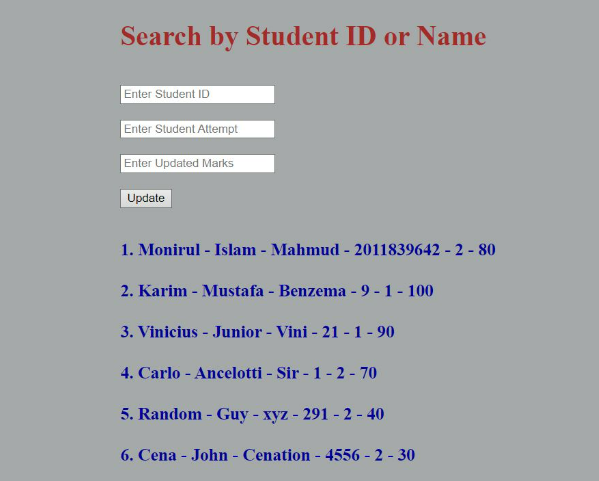 Search by Student ID or Name
Enter Student ID
Enter Student Attempt
Enter Updated Marks
Update
1. Monirul - Islam - Mahmud - 2011839642 - 2 - 80
2. Karim - Mustafa - Benzema - 9 - 1 - 100
3. Vinicius - Junior - Vini - 21 - 1 - 90
4. Carlo - Ancelotti - Sir - 1 - 2 - 70
5. Random - Guy - xyz - 291 - 2 - 40
6. Cena - John - Cenation - 4556 - 2 - 30